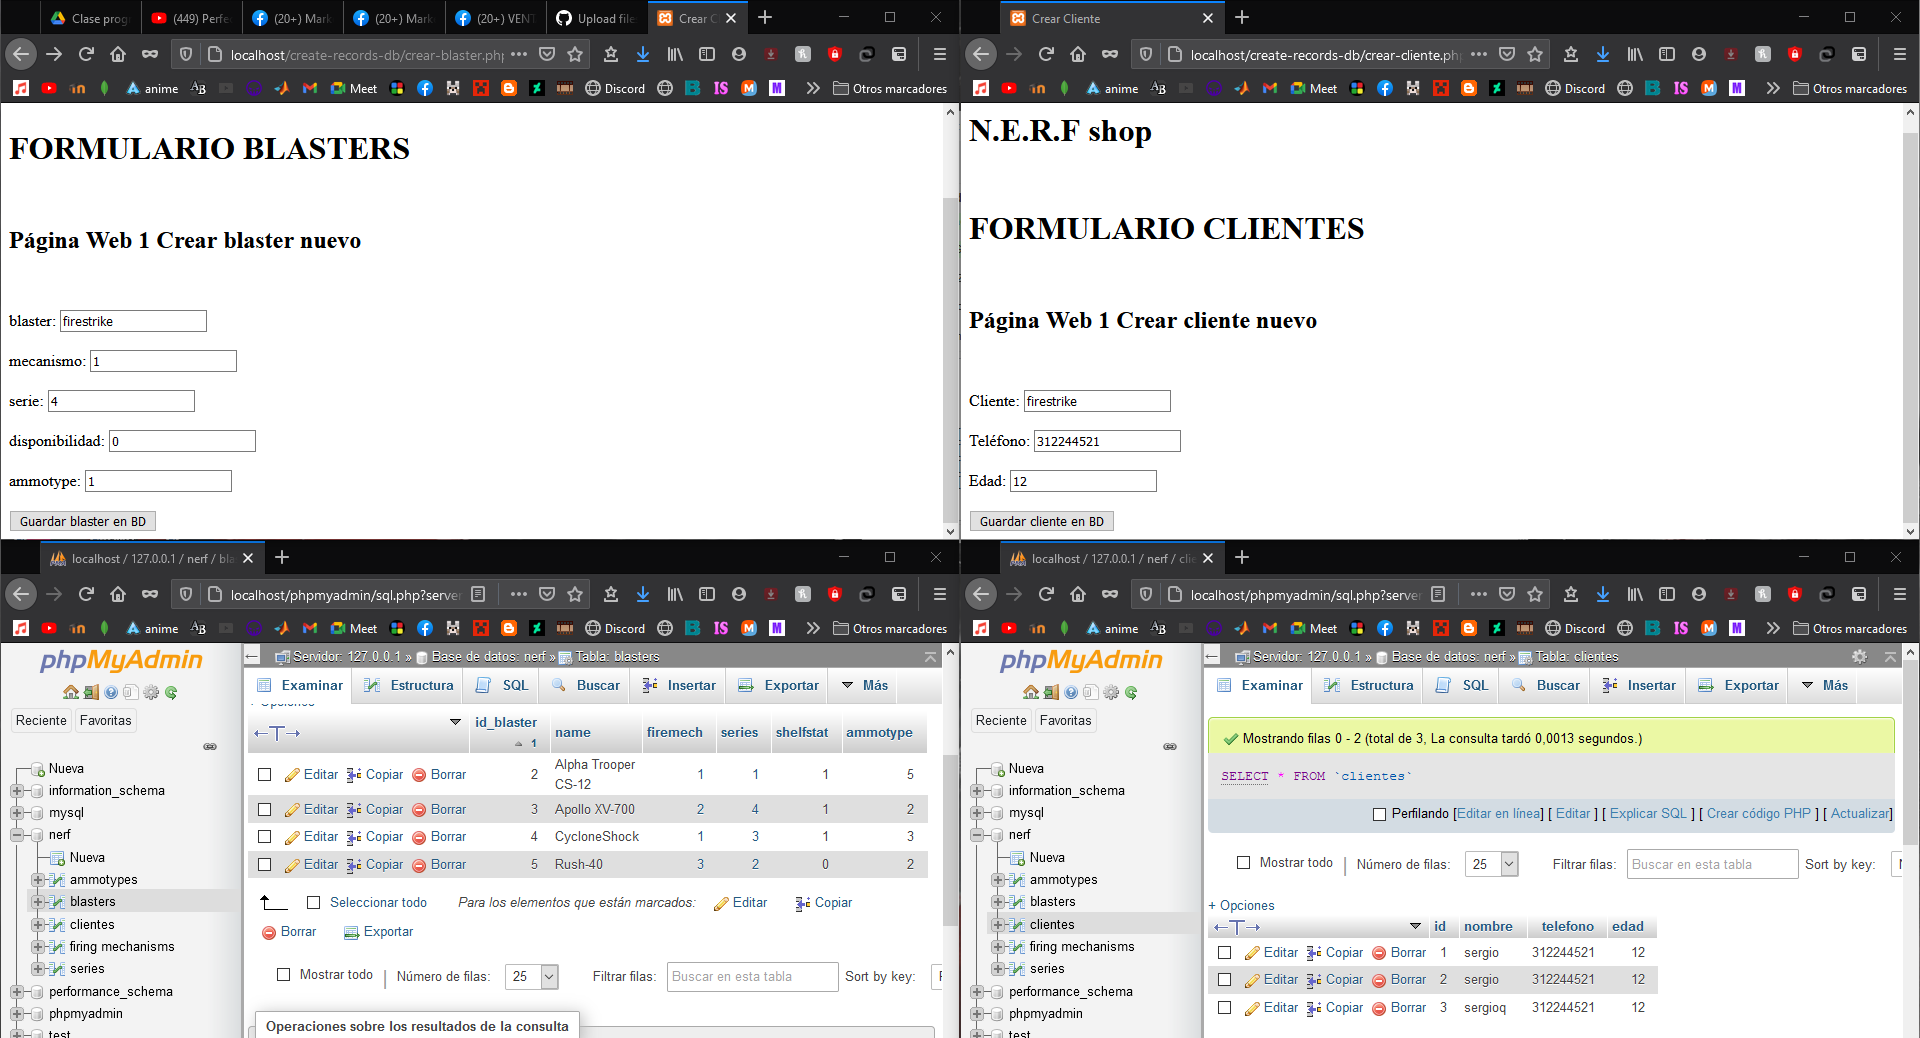 Clase prog
(449) Perfe
(20+) Mark
(20+) Mark
(20+) VENT
Upload file
Crear C
localhost/create-records-db/crear-blaster.php
anime
Meet
Discord
Otros marcadores
FORMULARIO BLASTERS
Página Web 1 Crear blaster nuevo
blaster: firestrike
mecanismo: 1
serie: 4
disponibilidad: 0
ammotype: 1
Guardar blaster en BD
Crear Cliente
localhost/create-records-db/crear-cliente.php
anime
Meet
Discord
Otros marcadores
N.E.R.F shop
FORMULARIO CLIENTES
Página Web 1 Crear cliente nuevo
Cliente: firestrike
Teléfono: 312244521
Edad: 12
Guardar cliente en BD
localhost / 127.0.0.1 / nerf / bla
localhost/phpmyadmin/sql.php?server
anime
Meet
Discord
Otros marcadores
phpMyAdmin
Reciente Favoritas
Nueva
information_schema
mysql
nerf
Nueva
ammotypes
blasters
clientes
firing mechanisms
series
performance_schema
phpmyadmin
test
Servidor: 127.0.0.1 » Base de datos: nerf » Tabla: blasters
Examinar Estructura SQL Buscar Insertar Exportar Más
+ Opciones
id_blaster 1 name firemech series shelfstat ammotype
Editar Copiar Borrar 2 Alpha Trooper CS-12 1 1 1 5
Editar Copiar Borrar 3 Apollo XV-700 2 4 1 2
Editar Copiar Borrar 4 CycloneShock 1 3 1 3
Editar Copiar Borrar 5 Rush-40 3 2 0 2
Seleccionar todo Para los elementos que están marcados: Editar Copiar
Borrar Exportar
Mostrar todo | Número de filas: 25 Filtrar filas: Buscar en esta tabla Sort by key:
Operaciones sobre los resultados de la consulta
localhost / 127.0.0.1 / nerf / clie
localhost/phpmyadmin/sql.php?server
anime
Meet
Discord
Otros marcadores
phpMyAdmin
Reciente Favoritas
Nueva
information_schema
mysql
nerf
Nueva
ammotypes
blasters
clientes
firing mechanisms
series
performance_schema
phpmyadmin
test
Servidor: 127.0.0.1 » Base de datos: nerf » Tabla: clientes
Examinar Estructura SQL Buscar Insertar Exportar Más
Mostrando filas 0 - 2 (total de 3, La consulta tardó 0,0013 segundos.)
SELECT * FROM `clientes`
Perfilando [Editar en línea] [ Editar ] [ Explicar SQL ] [ Crear código PHP ] [ Actualizar]
Mostrar todo | Número de filas: 25 Filtrar filas: Buscar en esta tabla Sort by key:
+ Opciones
id nombre telefono edad
Editar Copiar Borrar 1 sergio 312244521 12
Editar Copiar Borrar 2 sergio 312244521 12
Editar Copiar Borrar 3 sergioq 312244521 12